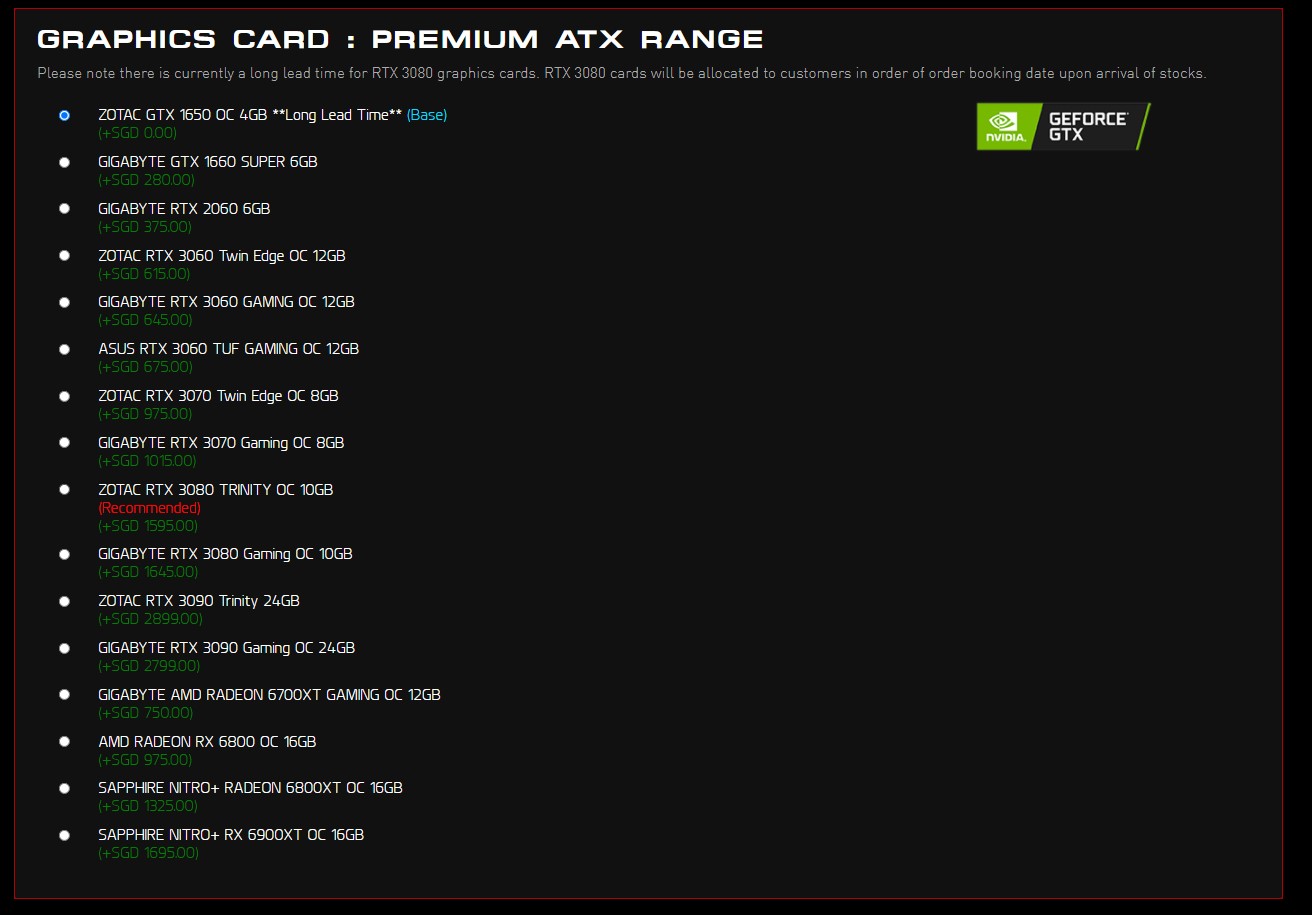 GRAPHICS CARD : PREMIUM ATX RANGE
Please note there is currently a long lead time for RTX 3080 graphics cards. RTX 3080 cards will be allocated to customers in order of order booking date upon arrival of stocks.
ZOTAC GTX 1650 OC 4GB **Long Lead Time** (Base)
(+SGD 0.00)
NVIDIA.
GEFORCE
GTX
GIGABYTE GTX 1660 SUPER 6GB
(+SGD 280.00)
GIGABYTE RTX 2060 6GB
(+SGD 375.00)
ZOTAC RTX 3060 Twin Edge OC 12GB
(+SGD 615.00)
GIGABYTE RTX 3060 GAMNG OC 12GB
(+SGD 645.00)
ASUS RTX 3060 TUF GAMING OC 12GB
(+SGD 675.00)
ZOTAC RTX 3070 Twin Edge OC 8GB
(+SGD 975.00)
GIGABYTE RTX 3070 Gaming OC 8GB
(+SGD 1015.00)
ZOTAC RTX 3080 TRINITY OC 10GB
(Recommended)
(+SGD 1595.00)
GIGABYTE RTX 3080 Gaming OC 10GB
(+SGD 1645.00)
ZOTAC RTX 3090 Trinity 24GB
(+SGD 2899.00)
GIGABYTE RTX 3090 Gaming OC 24GB
(+SGD 2799.00)
GIGABYTE AMD RADEON 6700XT GAMING OC 12GB
(+SGD 750.00)
AMD RADEON RX 6800 OC 16GB
(+SGD 975.00)
SAPPHIRE NITRO+ RADEON 6800XT OC 16GB
(+SGD 1325.00)
SAPPHIRE NITRO+ RX 6900XT OC 16GB
(+SGD 1695.00)